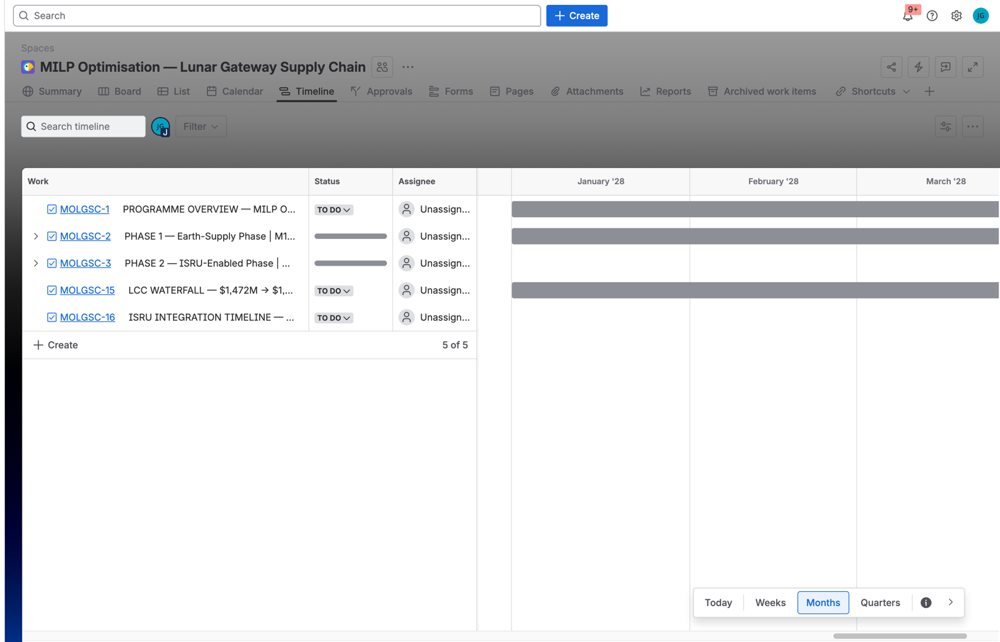 Search
Create
9+
JG
Spaces
MILP Optimisation — Lunar Gateway Supply Chain
Summary
Board
List
Calendar
Timeline
Approvals
Forms
Pages
Attachments
Reports
Archived work items
Shortcuts
Search timeline
JG
J
Filter
Work
Status
Assignee
January '28
February '28
March '28
MOLGSC-1 PROGRAMME OVERVIEW — MILP O... TO DO Unassign...
MOLGSC-2 PHASE 1 — Earth-Supply Phase | M1... Unassign...
MOLGSC-3 PHASE 2 — ISRU-Enabled Phase | ... Unassign...
MOLGSC-15 LCC WATERFALL — $1,472M → $1,... TO DO Unassign...
MOLGSC-16 ISRU INTEGRATION TIMELINE — ... TO DO Unassign...
Create
5 of 5
Today
Weeks
Months
Quarters